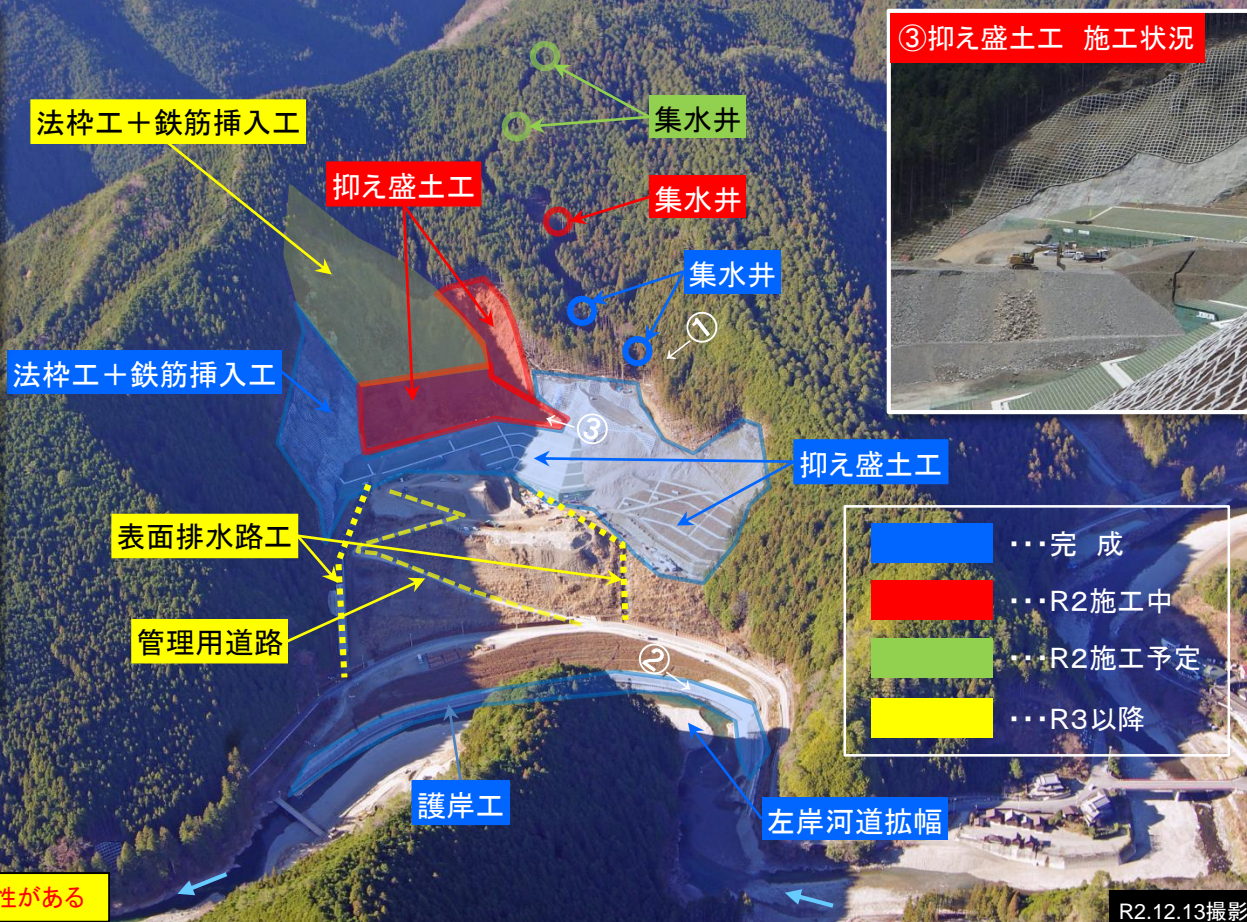 ③抑え盛土工 施工状況
法枠工＋鉄筋挿入工
集水井
抑え盛土工
集水井
集水井
①
法枠工＋鉄筋挿入工
③
抑え盛土工
表面排水路工
・・・完 成
・・・R2施工中
管理用道路
②
・・・R2施工予定
・・・R3以降
護岸工
左岸河道拡幅
性がある
R2.12.13撮影